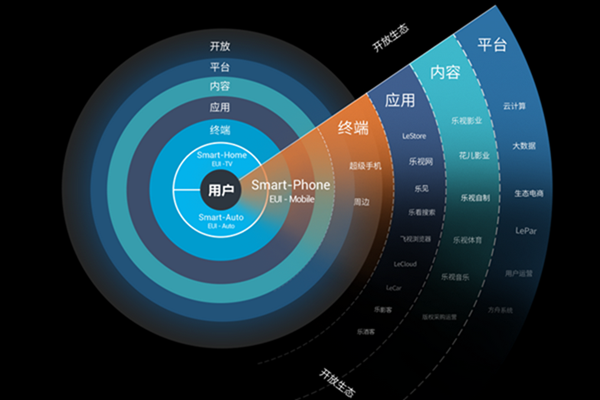 开放
平台
内容
应用
终端
Smart-Home
EUI -TV
用户
Smart-Auto
EUI - Auto
Smart-Phone
EUI - Mobile
开放生态
终端
超级手机
周边
应用
LeStore
乐视网
乐见
乐看搜索
飞视浏览器
LeCloud
LeCar
乐影客
乐洒客
内容
乐视影业
花儿影业
乐视自制
乐视体育
乐视音乐
版权采购运营
平台
云计算
大数据
生态电商
LePar
用户运营
开放生态